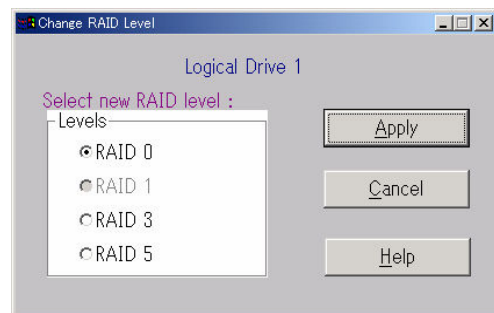 Change RAID Level
Logical Drive 1
Select new RAID level :
Levels
RAID 0
RAID 1
RAID 3
RAID 5
Apply
Cancel
Help